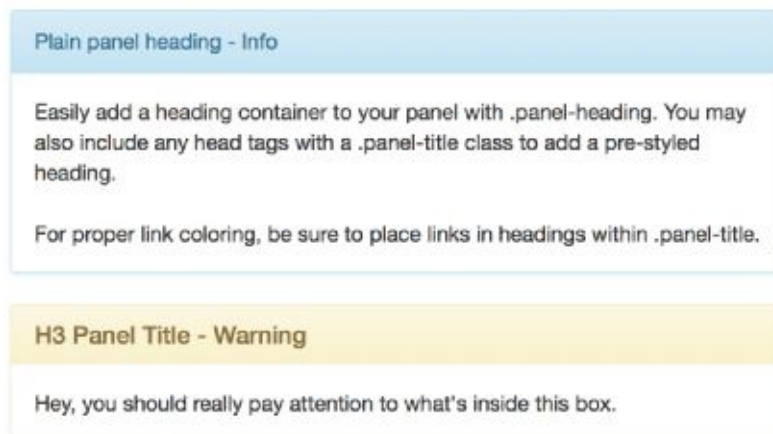 Plain panel heading - Info
Easily add a heading container to your panel with .panel-heading. You may
also include any head tags with a .panel-title class to add a pre-styled
heading.
For proper link coloring, be sure to place links in headings within .panel-title.
H3 Panel Title - Warning
Hey, you should really pay attention to what's inside this box.